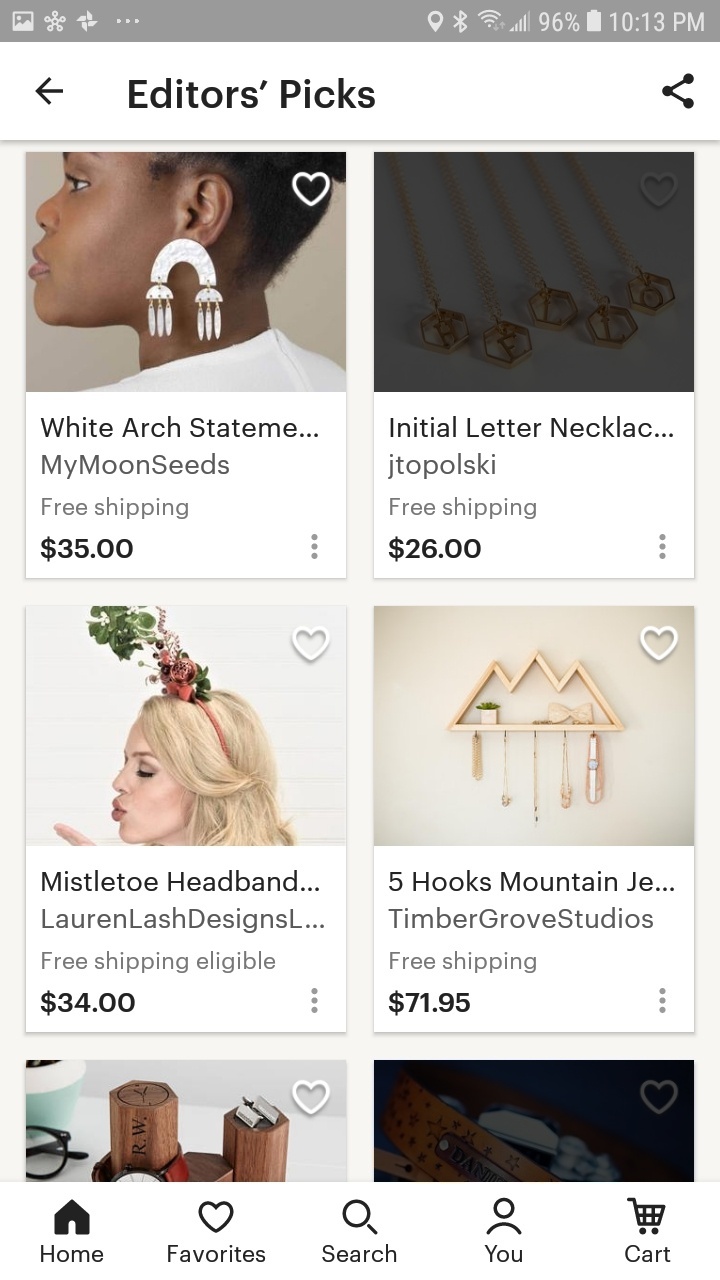 96% 10:13 PM
Editors’ Picks
White Arch Stateme...
MyMoonSeeds
Free shipping
$35.00
Initial Letter Necklac...
jtopolski
Free shipping
$26.00
Mistletoe Headband...
LaurenLashDesignsL...
Free shipping eligible
$34.00
5 Hooks Mountain Je...
TimberGroveStudios
Free shipping
$71.95
R.W.
Home
Favorites
Search
You
Cart